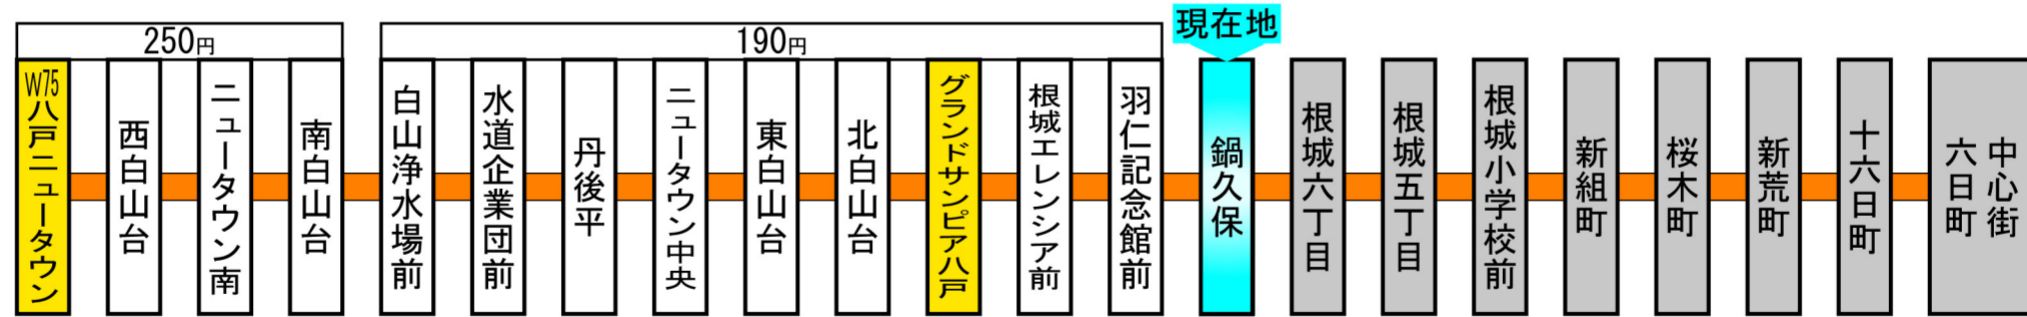 250円
190円
現在地
W75
八戸ニュータウン
西白山台
ニュータウン南
南白山台
白山浄水場前
水道企業団前
丹後平
ニュータウン中央
東白山台
北白山台
グランドサンピア八戸
根城エレンシア前
羽仁記念館前
鍋久保
根城六丁目
根城五丁目
根城小学校前
新組町
桜木町
新荒町
十六日町
中心街
六日町